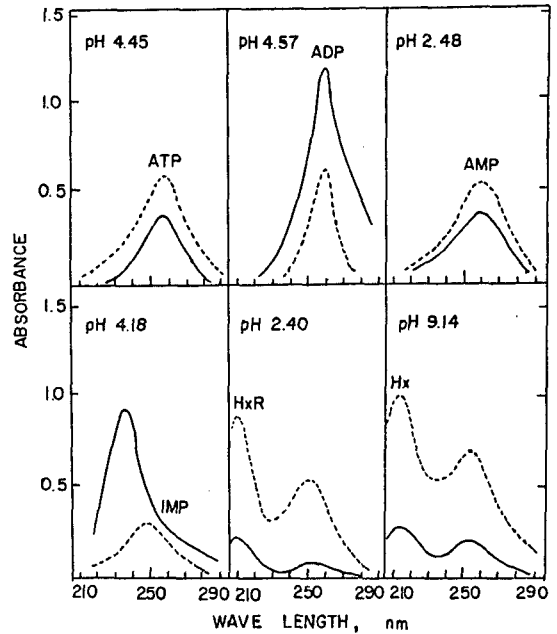 1.5
pH 4.45
pH 4.57
pH 2.48
ADP
1.0
ATP
AMP
0.5
ABSORBANCE
1.5
pH 4.18
pH 2.40
pH 9.14
1.0
HxR
Hx
0.5
IMP
210 250 290 210 250 290 210 250 290
WAVE LENGTH, nm